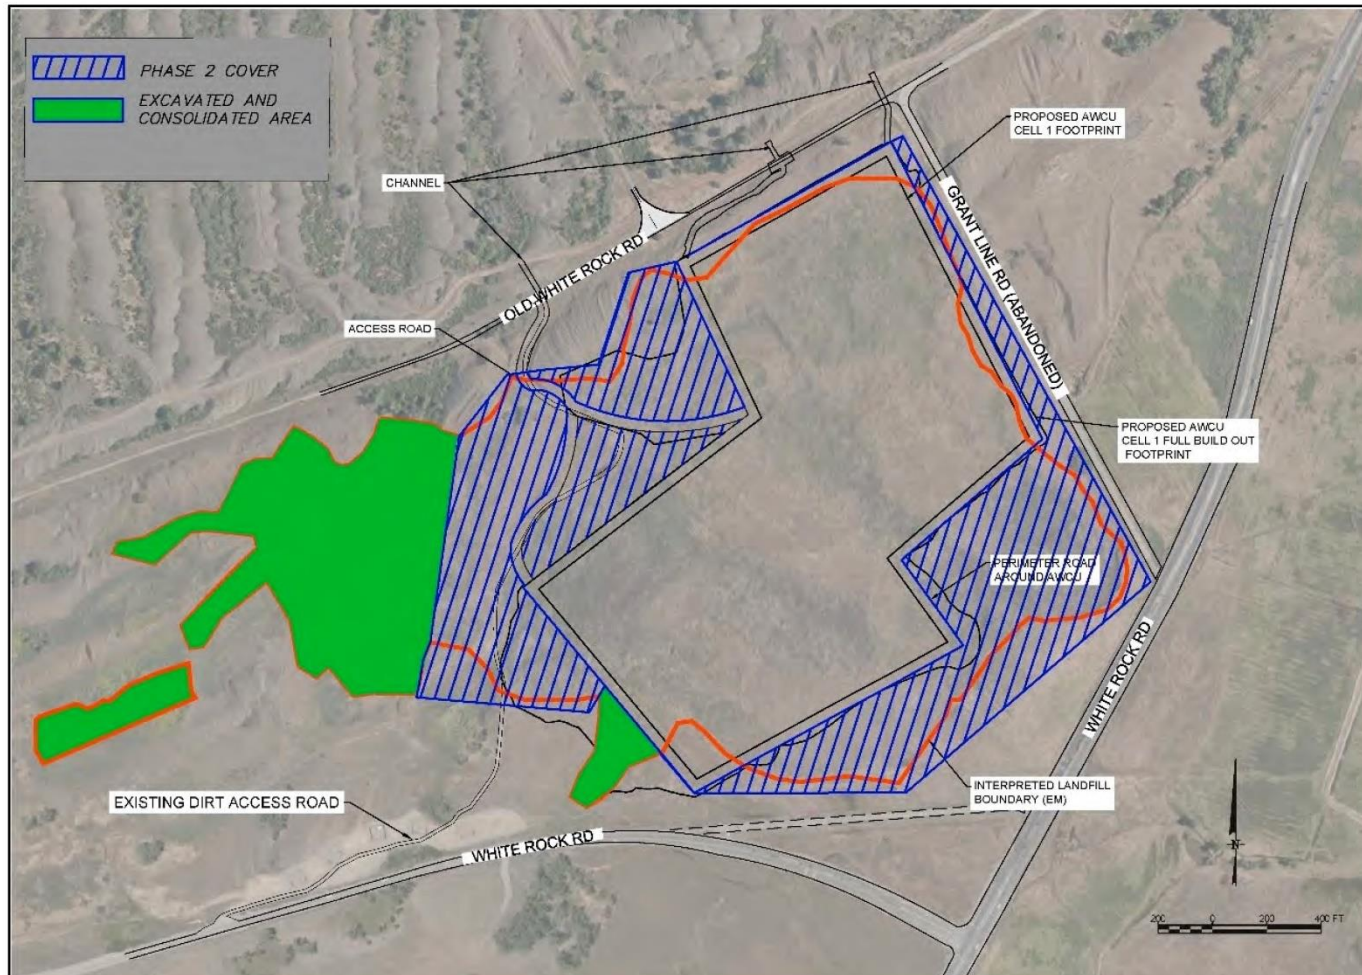 PHASE 2 COVER
EXCAVATED AND
CONSOLIDATED AREA
CHANNEL
PROPOSED AWCU
CELL 1 FOOTPRINT
GRANT LINE RD (ABANDONED)
OLD WHITE ROCK RD
ACCESS ROAD
PROPOSED AWCU
CELL 1 FULL BUILD OUT
FOOTPRINT
PERIMETER ROAD
AROUND AWCU
WHITE ROCK RD
INTERPRETED LANDFILL
BOUNDARY (EM)
EXISTING DIRT ACCESS ROAD
WHITE ROCK RD
N
200 0 200 400 FT